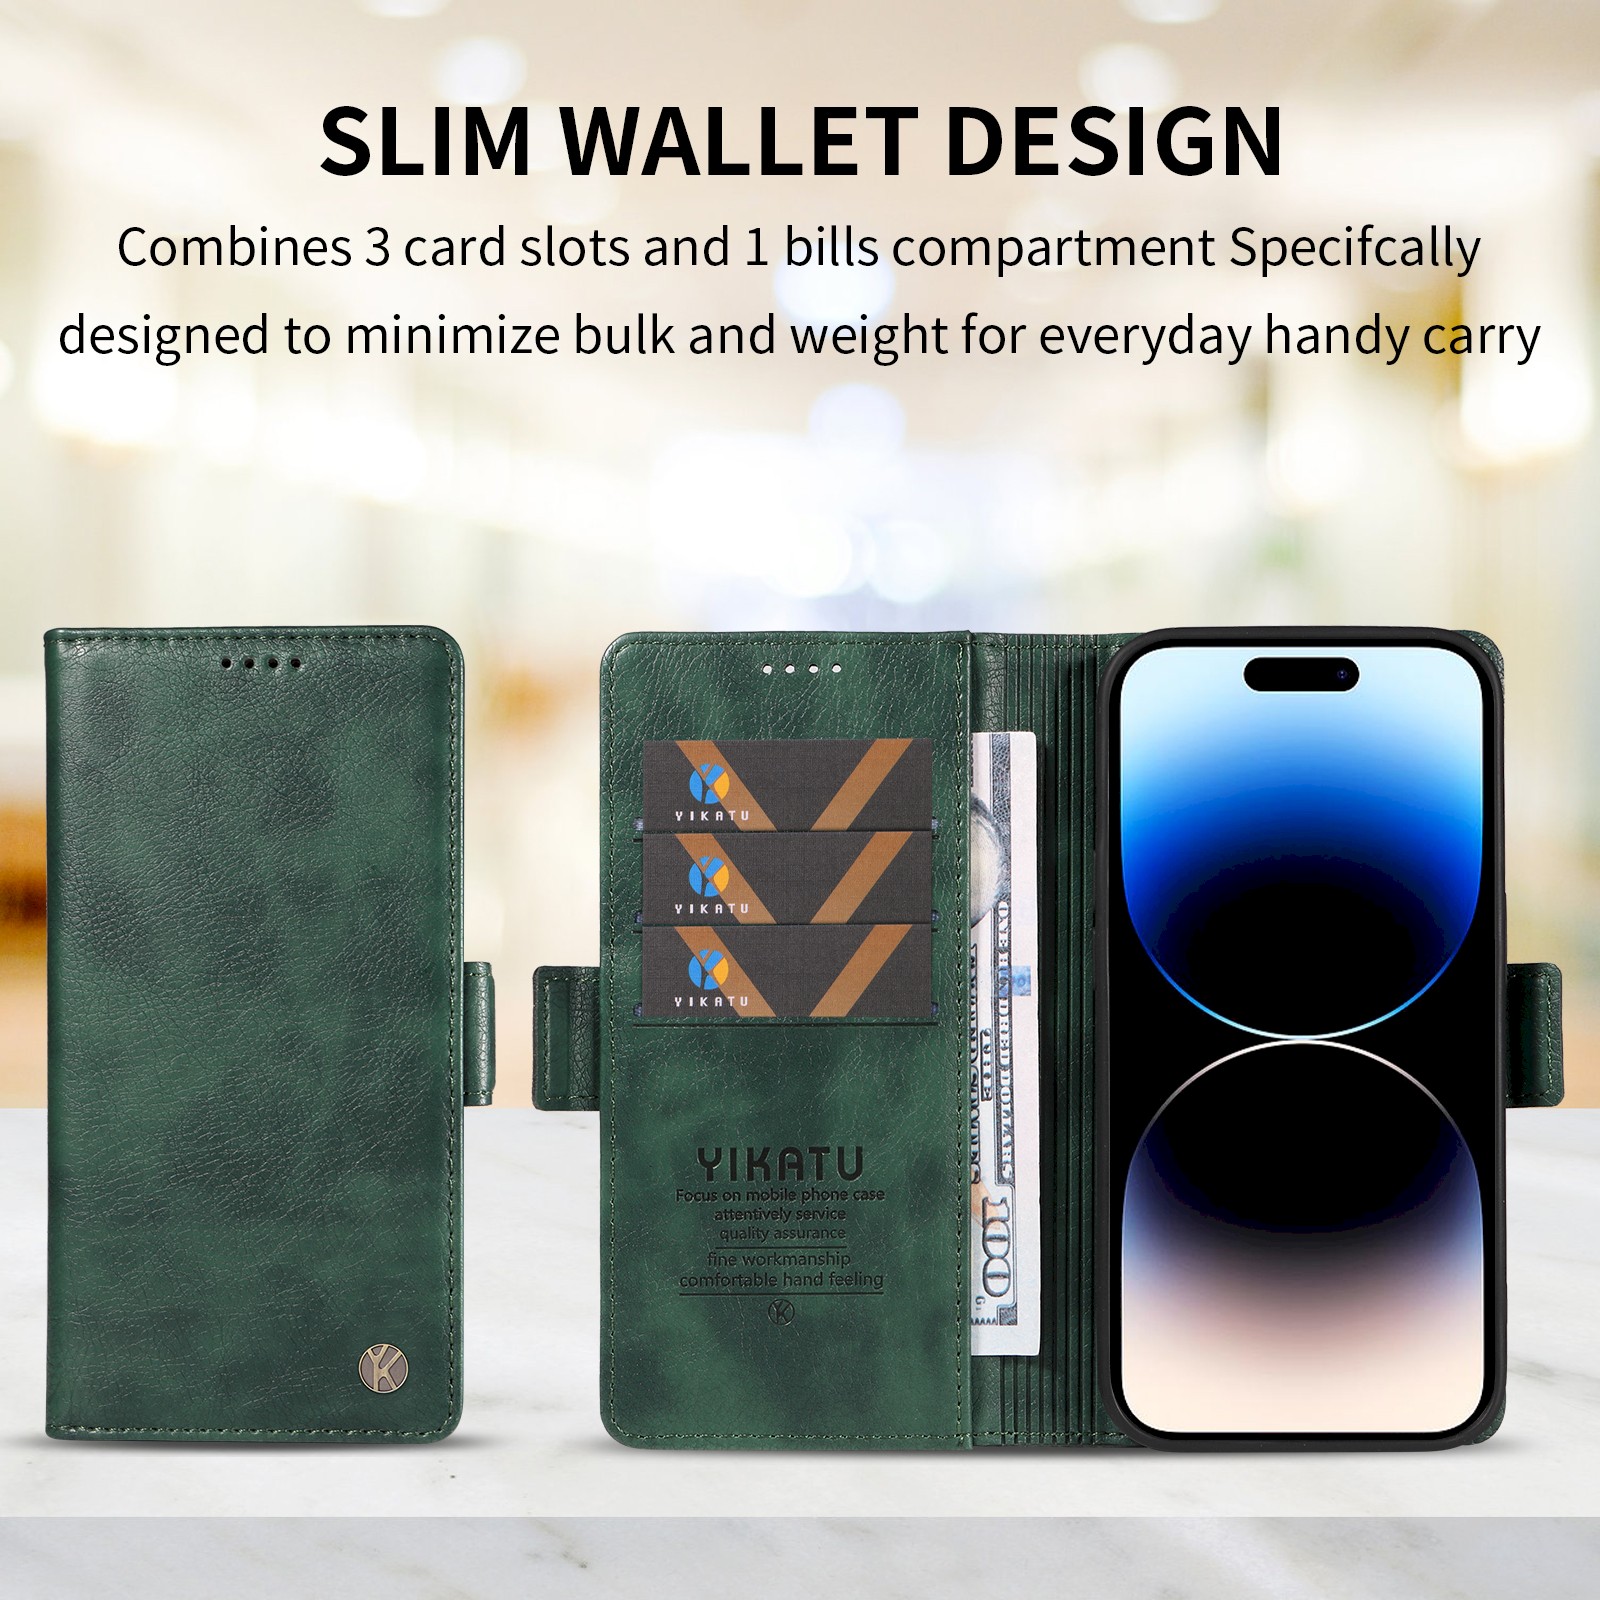 SLIM WALLET DESIGN
Combines 3 card slots and 1 bills compartment Specifcally
designed to minimize bulk and weight for everyday handy carry
YIKATU
YIKATU
YIKATU
YIKATU
Focus on mobile phone case
attentively service
quality assurance
fine workmanship
comfortable hand feeling
100